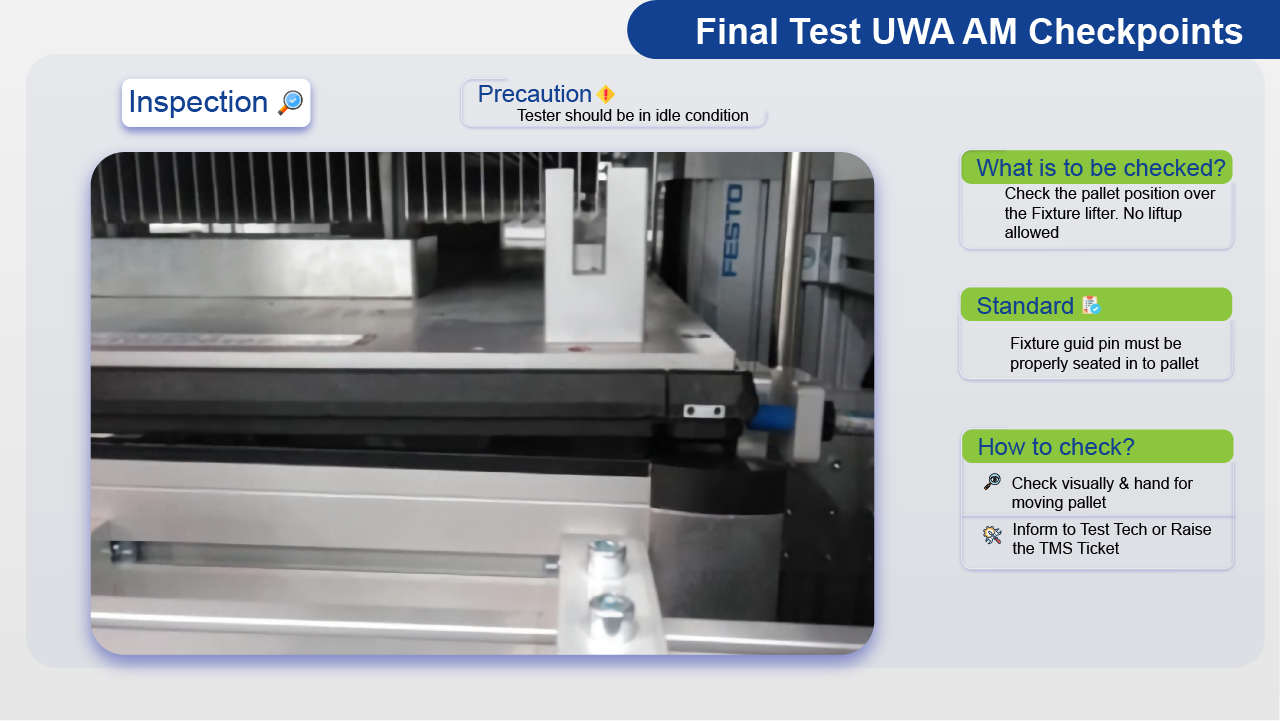 Final Test UWA AM Checkpoints
Inspection
Precaution
Tester should be in idle condition
FESTO
What is to be checked?
Check the pallet position over
the Fixture lifter. No liftup
allowed
Standard
Fixture guid pin must be
properly seated in to pallet
How to check?
Check visually & hand for
moving pallet
Inform to Test Tech or Raise
the TMS Ticket